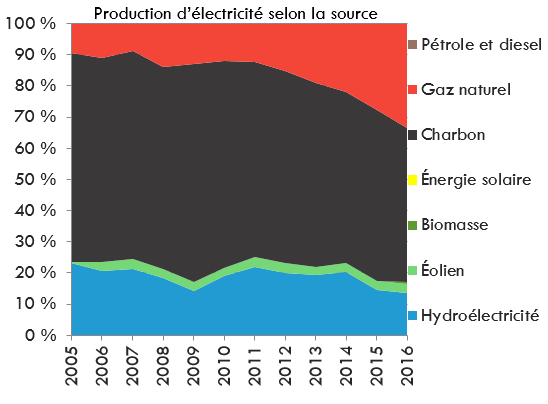 Production d'électricité selon la source
100 %
90 %
80 %
70 %
60 %
50 %
40 %
30 %
20 %
10 %
0 %
2005
2006
2007
2008
2009
2010
2011
2012
2013
2014
2015
2016
Pétrole et diesel
Gaz naturel
Charbon
Énergie solaire
Biomasse
Éolien
Hydroélectricité